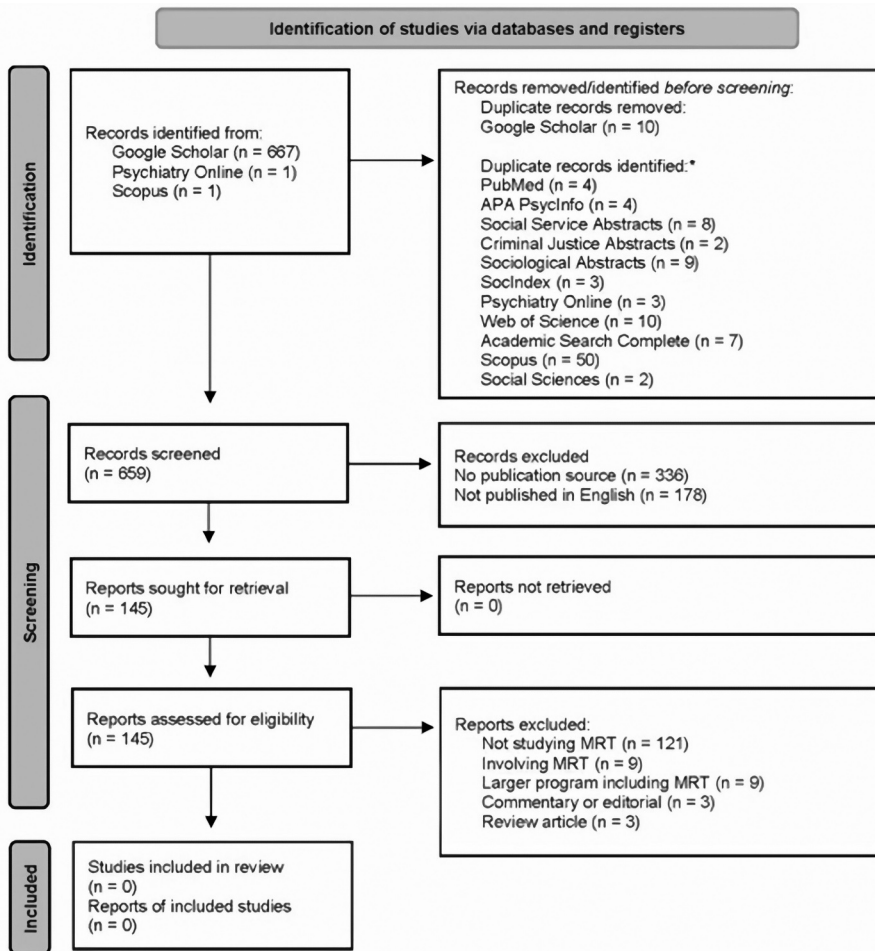 Identification of studies via databases and registers
Identification
Records identified from:
Google Scholar (n = 667)
Psychiatry Online (n = 1)
Scopus (n = 1)
Records removed/identified before screening:
Duplicate records removed:
Google Scholar (n = 10)
Duplicate records identified:*
PubMed (n = 4)
APA PsycInfo (n = 4)
Social Service Abstracts (n = 8)
Criminal Justice Abstracts (n = 2)
Sociological Abstracts (n = 9)
SocIndex (n = 3)
Psychiatry Online (n = 3)
Web of Science (n = 10)
Academic Search Complete (n = 7)
Scopus (n = 50)
Social Sciences (n = 2)
Screening
Records screened
(n = 659)
Records excluded
No publication source (n = 336)
Not published in English (n = 178)
Reports sought for retrieval
(n = 145)
Reports not retrieved
(n = 0)
Reports assessed for eligibility
(n = 145)
Reports excluded:
Not studying MRT (n = 121)
Involving MRT (n = 9)
Larger program including MRT (n = 9)
Commentary or editorial (n = 3)
Review article (n = 3)
Included
Studies included in review
(n = 0)
Reports of included studies
(n = 0)